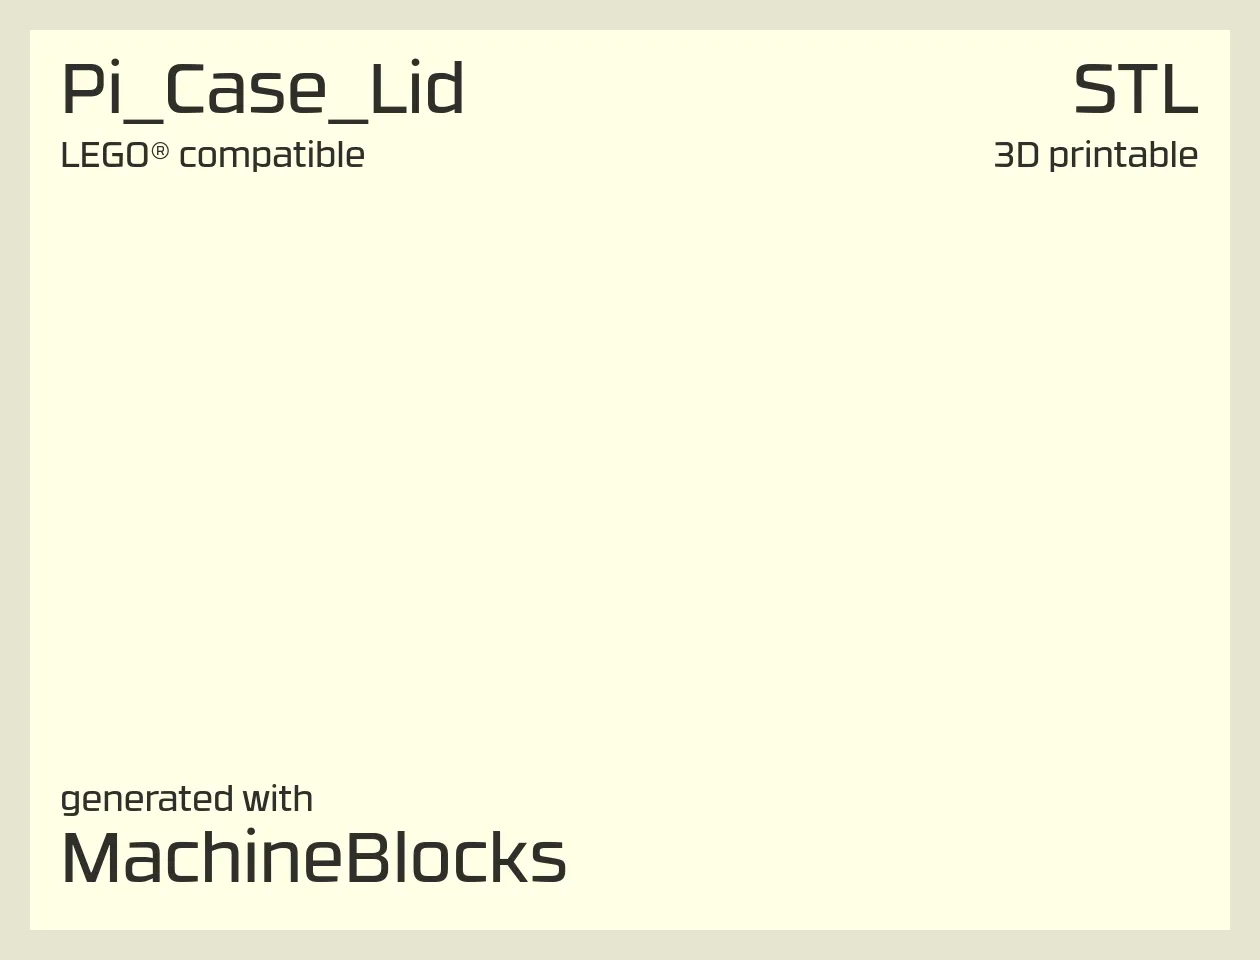 Pi_Case_Lid
STL
LEGO® compatible
3D printable
generated with
MachineBlocks